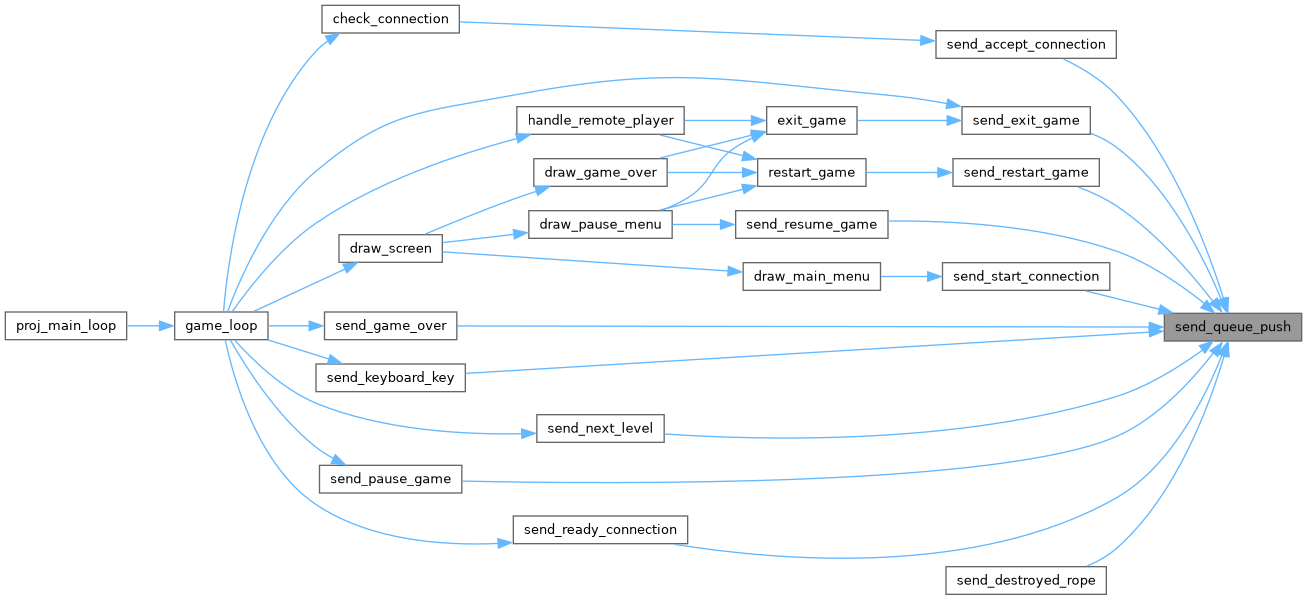 check_connection
send_accept_connection
handle_remote_player
exit_game
send_exit_game
draw_game_over
restart_game
send_restart_game
draw_pause_menu
send_resume_game
draw_screen
draw_main_menu
send_start_connection
proj_main_loop
game_loop
send_game_over
send_queue_push
send_keyboard_key
send_next_level
send_pause_game
send_ready_connection
send_destroyed_rope